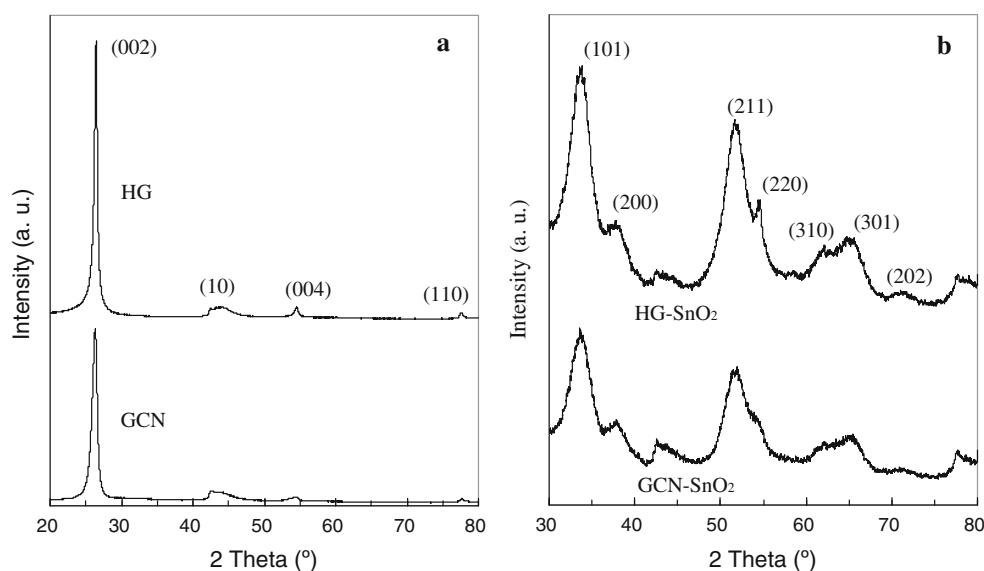 a
(002)
HG
(10)
(004)
(110)
GCN
Intensity (a. u.)
20 30 40 50 60 70 80
2 Theta (º)
b
(101)
(211)
(200)
(220)
(310)
(301)
(202)
HG-SnO₂
GCN-SnO₂
Intensity (a. u.)
30 40 50 60 70 80
2 Theta (º)